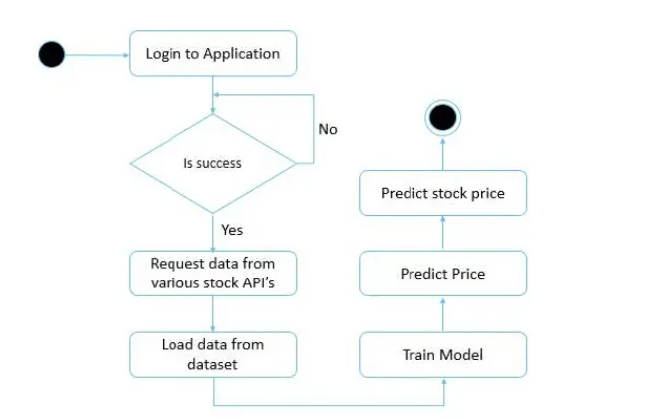 Login to Application
No
Is success
Yes
Request data from
various stock API's
Load data from
dataset
Train Model
Predict Price
Predict stock price